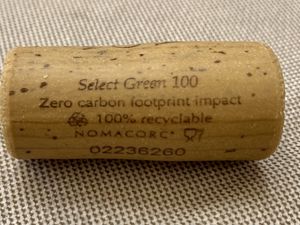 Select Green 100
Zero carbon footprint impact
100% recyclable
NOMACORC®
02236260